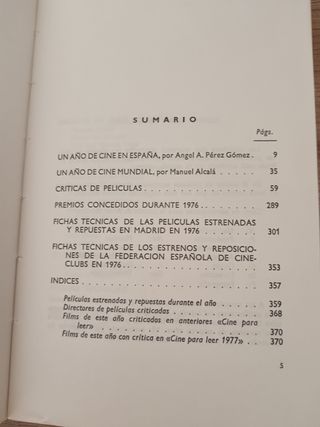 SUMARIO
Págs.
UN AÑO DE CINE EN ESPAÑA, por Angel A. Pérez Gómez . 9
UN AÑO DE CINE MUNDIAL, por Manuel Alcalá . . . . . 35
CRITICAS DE PELICULAS . . . . . . . . . . . . . 59
PREMIOS CONCEDIDOS DURANTE 1976 . . . . . . . . 289
FICHAS TECNICAS DE LAS PELICULAS ESTRENADAS
Y REPUESTAS EN MADRID EN 1976 . . . . . . . . 301
FICHAS TECNICAS DE LOS ESTRENOS Y REPOSICIO-
NES DE LA FEDERACION ESPAÑOLA DE CINE-
CLUBS EN 1976 . . . . . . . . . . . . . . . 353
INDICES . . . . . . . . . . . . . . . . . . . 357
Películas estrenadas y repuestas durante el año . . . . 359
Directores de películas criticadas . . . . . . . . . 368
Films de este año criticados en anteriores «Cine para
leer» . . . . . . . . . . . . . . . . . . 370
Films de este año con crítica en «Cine para leer 1977» . . 370
5